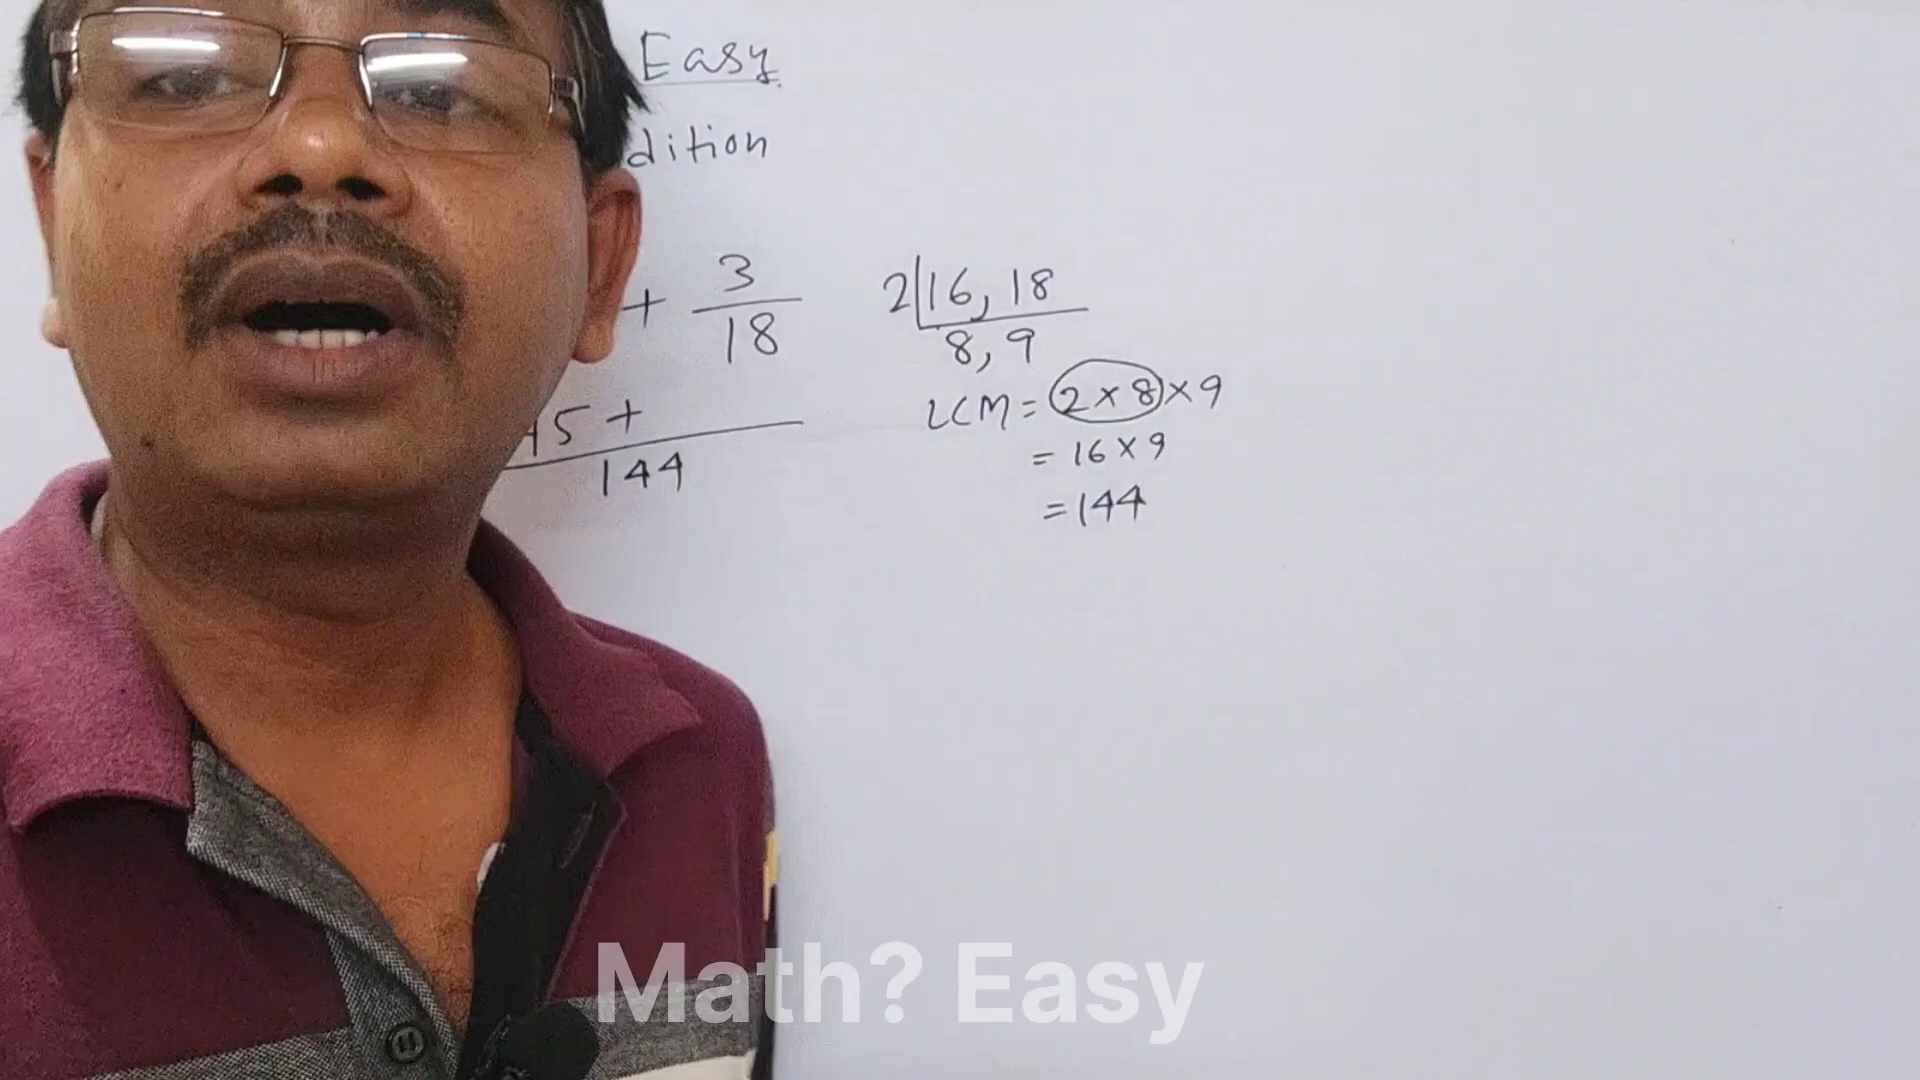 Easy
dition
+ 3/18
45 +
144
2 | 16, 18
8, 9
LCM = 2 × 8 × 9
= 16 × 9
= 144
Math? Easy